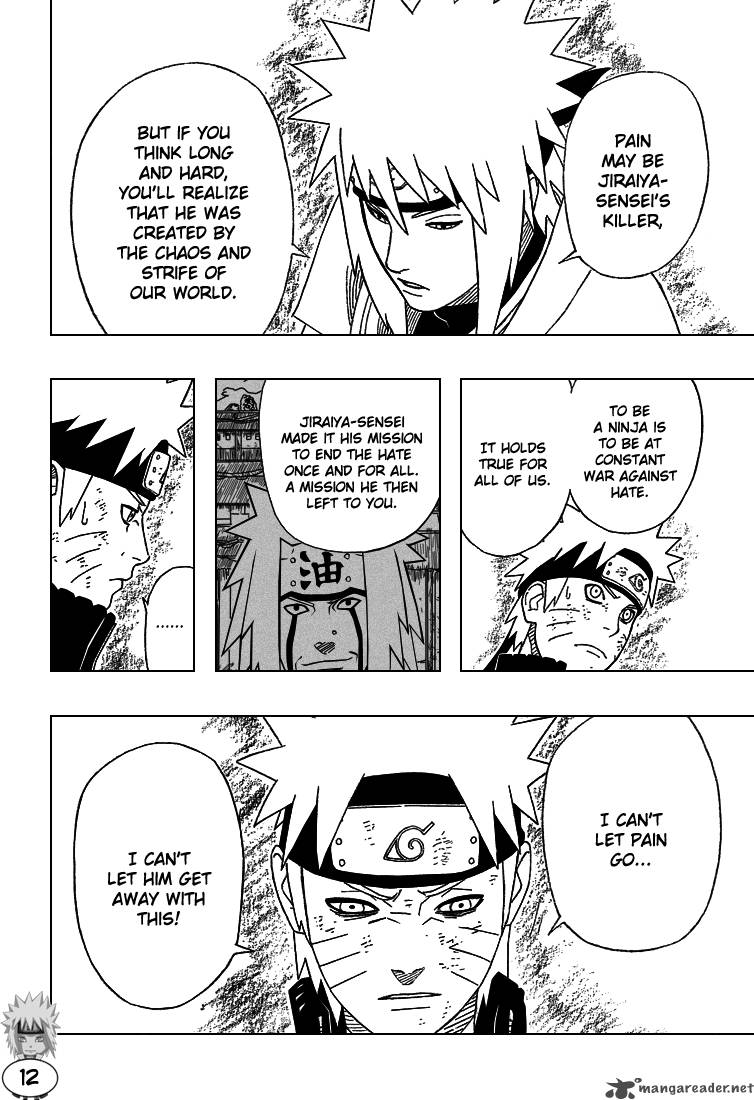 PAIN
MAY BE
JIRAIYA-
SENSEI'S
KILLER,
BUT IF YOU
THINK LONG
AND HARD,
YOU'LL REALIZE
THAT HE WAS
CREATED BY
THE CHAOS AND
STRIFE OF
OUR WORLD.
TO BE
A NINJA IS
TO BE AT
CONSTANT
WAR AGAINST
HATE.
IT HOLDS
TRUE FOR
ALL OF US.
JIRAIYA-SENSEI
MADE IT HIS MISSION
TO END THE HATE
ONCE AND FOR ALL.
A MISSION HE THEN
LEFT TO YOU.
油
.......
I CAN'T
LET PAIN
GO...
I CAN'T
LET HIM GET
AWAY WITH
THIS!
12
mangareader.net